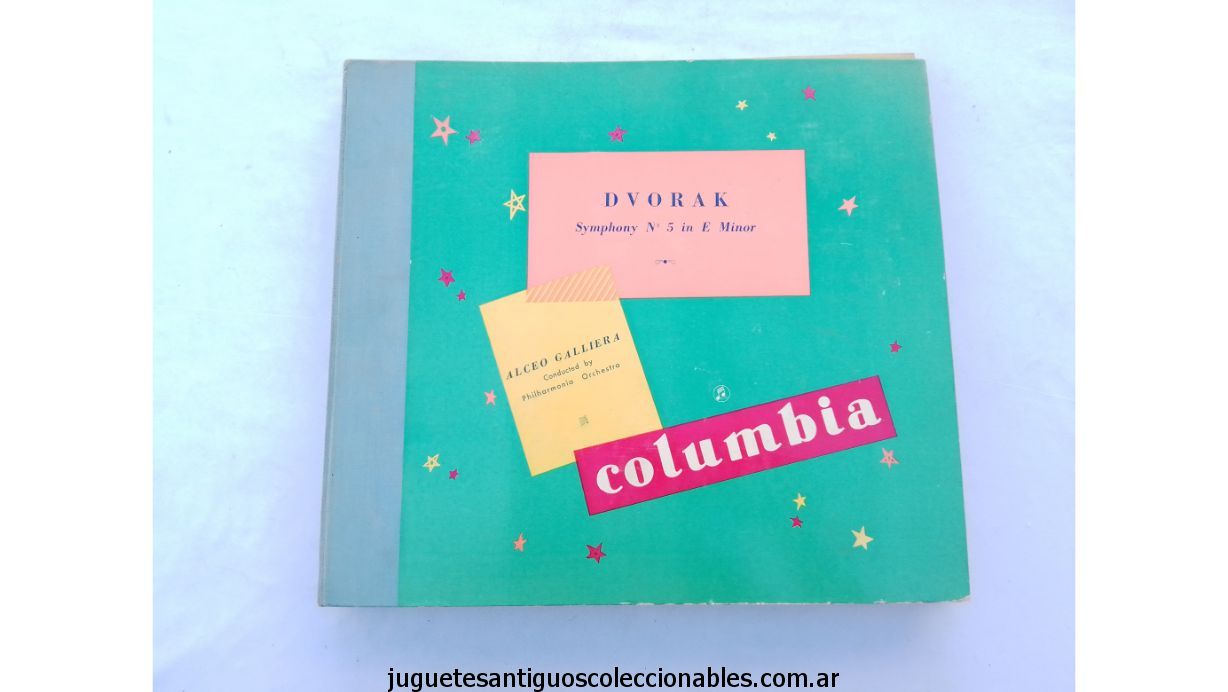 DVORAK
Symphony Nº 5 in E Minor
ALCEO GALLIERA
Conducted by
Philharmonia Orchestra
columbia
juguetesantiguoscoleccionables.com.ar